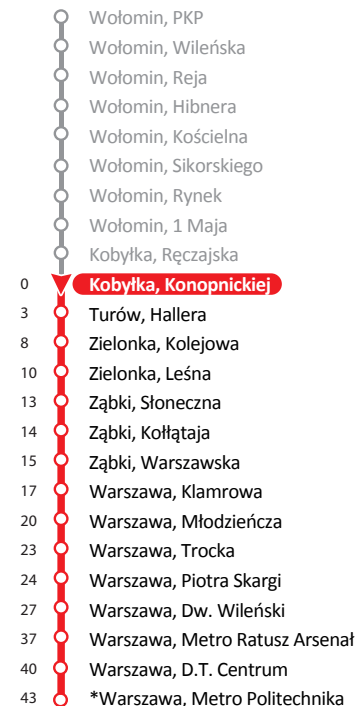 Wołomin, PKP
Wołomin, Wileńska
Wołomin, Reja
Wołomin, Hibnera
Wołomin, Kościelna
Wołomin, Sikorskiego
Wołomin, Rynek
Wołomin, 1 Maja
Kobyłka, Ręczajska
0 Kobyłka, Konopnickiej
3 Turów, Hallera
8 Zielonka, Kolejowa
10 Zielonka, Leśna
13 Ząbki, Słoneczna
14 Ząbki, Kołłątaja
15 Ząbki, Warszawska
17 Warszawa, Klamrowa
20 Warszawa, Młodzieńcza
23 Warszawa, Trocka
24 Warszawa, Piotra Skargi
27 Warszawa, Dw. Wileński
37 Warszawa, Metro Ratusz Arsenał
40 Warszawa, D.T. Centrum
43 *Warszawa, Metro Politechnika